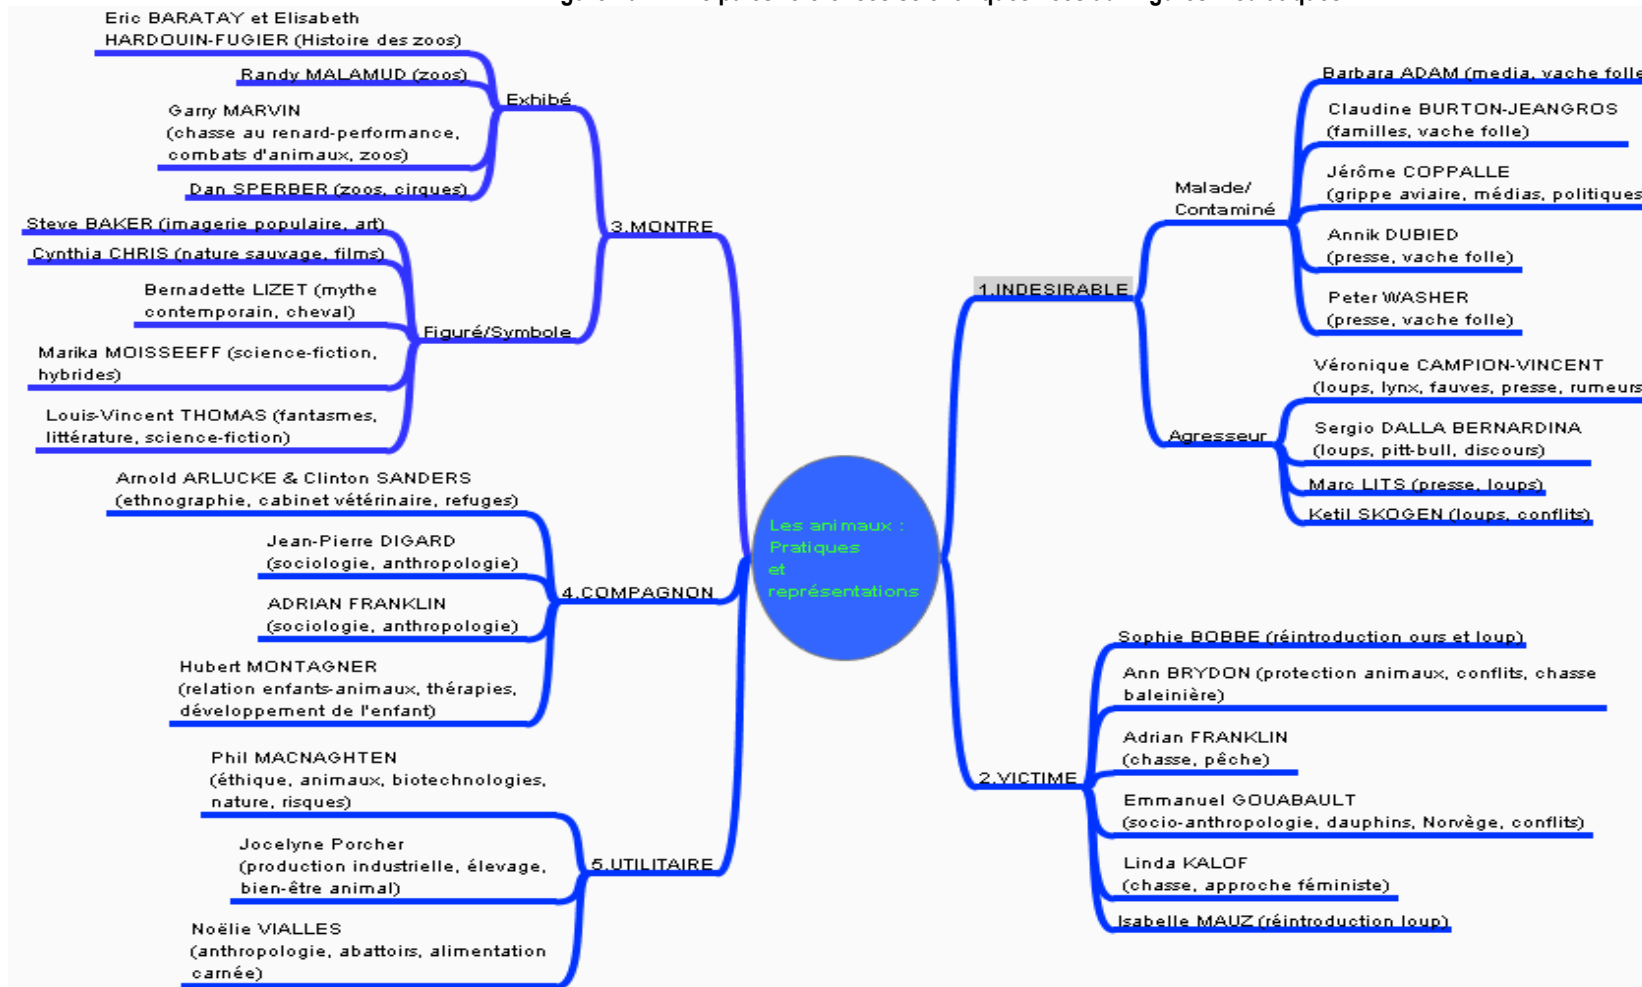 Eric BARATAY et Elisabeth
HARDOUIN-FUGIER (Histoire des zoos)
Randy MALAMUD (zoos)
Garry MARVIN
(chasse au renard-performance,
combats d'animaux, zoos)
Dan SPERBER (zoos, cirques)
Exhibé
Steve BAKER (imagerie populaire, art)
Cynthia CHRIS (nature sauvage, films)
Bernadette LIZET (mythe
contemporain, cheval)
Marika MOISSEEFF (science-fiction,
hybrides)
Louis-Vincent THOMAS (fantasmes,
littérature, science-fiction)
Figuré/Symbole
3.MONTRE
Arnold ARLUCKE & Clinton SANDERS
(ethnographie, cabinet vétérinaire, refuges)
Jean-Pierre DIGARD
(sociologie, anthropologie)
ADRIAN FRANKLIN
(sociologie, anthropologie)
Hubert MONTAGNER
(relation enfants-animaux, thérapies,
développement de l'enfant)
4.COMPAGNON
Phil MACNAGHTEN
(éthique, animaux, biotechnologies,
nature, risques)
Jocelyne Porcher
(production industrielle, élevage,
bien-être animal)
Noëlie VIALLES
(anthropologie, abattoirs, alimentation
carnée)
5.UTILITAIRE
Les animaux :
Pratiques
et
représentations
1.INDESIRABLE
Malade/
Contaminé
Barbara ADAM (media, vache folle
Claudine BURTON-JEANGROS
(familles, vache folle)
Jérôme COPPALLE
(grippe aviaire, médias, politiques
Annik DUBIED
(presse, vache folle)
Peter WASHER
(presse, vache folle)
Agresseur
Véronique CAMPION-VINCENT
(loups, lynx, fauves, presse, rumeurs
Sergio DALLA BERNARDINA
(loups, pitt-bull, discours)
Marc LITS (presse, loups)
Ketil SKOGEN (loups, conflits)
2.VICTIME
Sophie BOBBE (réintroduction ours et loup)
Ann BRYDON (protection animaux, conflits, chasse
baleinière)
Adrian FRANKLIN
(chasse, pêche)
Emmanuel GOUABAULT
(socio-anthropologie, dauphins, Norvège, conflits)
Linda KALOF
(chasse, approche féministe)
Isabelle MAUZ (réintroduction loup)